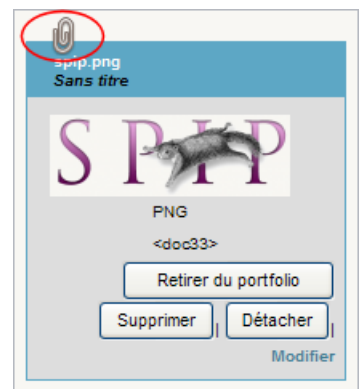 spip.png
Sans titre
SPIP
PNG
<doc33>
Retirer du portfolio
Supprimer | Détacher |
Modifier